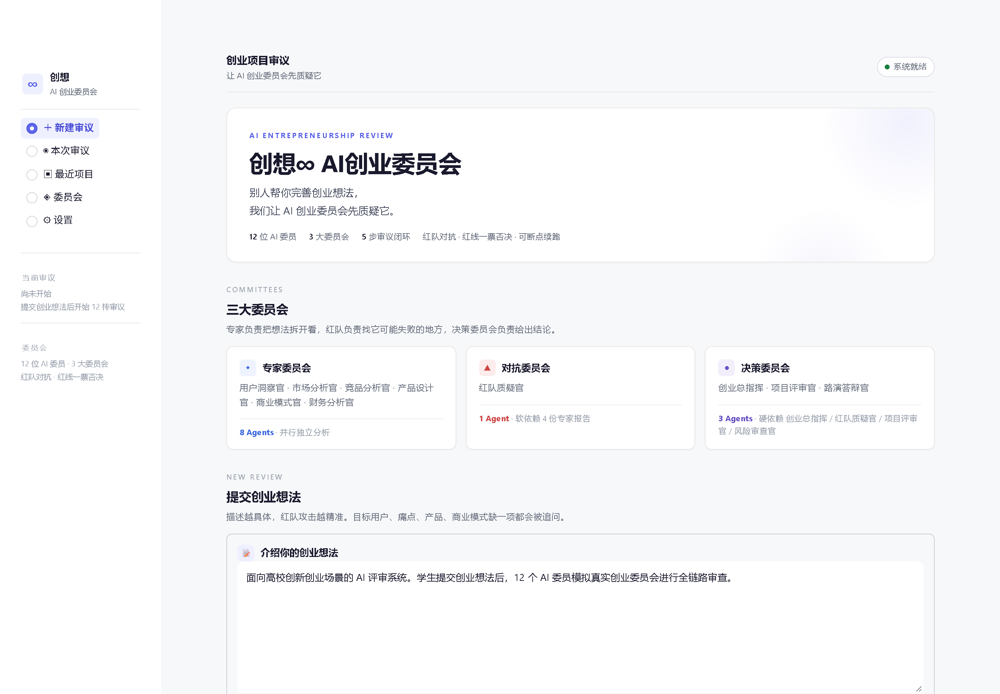 创想
AI 创业委员会
＋ 新建审议
◉ 本次审议
▣ 最近项目
◈ 委员会
⚙ 设置
当前审议
尚未开始
提交创业想法后开始 12 棒审议
委员会
12 位 AI 委员 · 3 大委员会
红队对抗 · 红线一票否决
创业项目审议
让 AI 创业委员会先质疑它
系统就绪
AI ENTREPRENEURSHIP REVIEW
创想∞ AI创业委员会
别人帮你完善创业想法，
我们让 AI 创业委员会先质疑它。
12 位 AI 委员 3 大委员会 5 步审议闭环 红队对抗 · 红线一票否决 · 可断点续跑
COMMITTEES
三大委员会
专家负责把想法拆开看，红队负责找它可能失败的地方，决策委员会负责给出结论。
专家委员会
用户洞察官 · 市场分析官 · 竞品分析官 · 产品设计
官 · 商业模式官 · 财务分析官
8 Agents · 并行独立分析
对抗委员会
红队质疑官
1 Agent · 软依赖 4 份专家报告
决策委员会
创业总指挥 · 项目评审官 · 路演答辩官
3 Agents · 硬依赖 创业总指挥 / 红队质疑官 / 项目评审
官 / 风险审查官
NEW REVIEW
提交创业想法
描述越具体，红队攻击越精准。目标用户、痛点、产品、商业模式缺一项都会被追问。
介绍你的创业想法
面向高校创新创业场景的 AI 评审系统。学生提交创业想法后，12 个 AI 委员模拟真实创业委员会进行全链路审查。